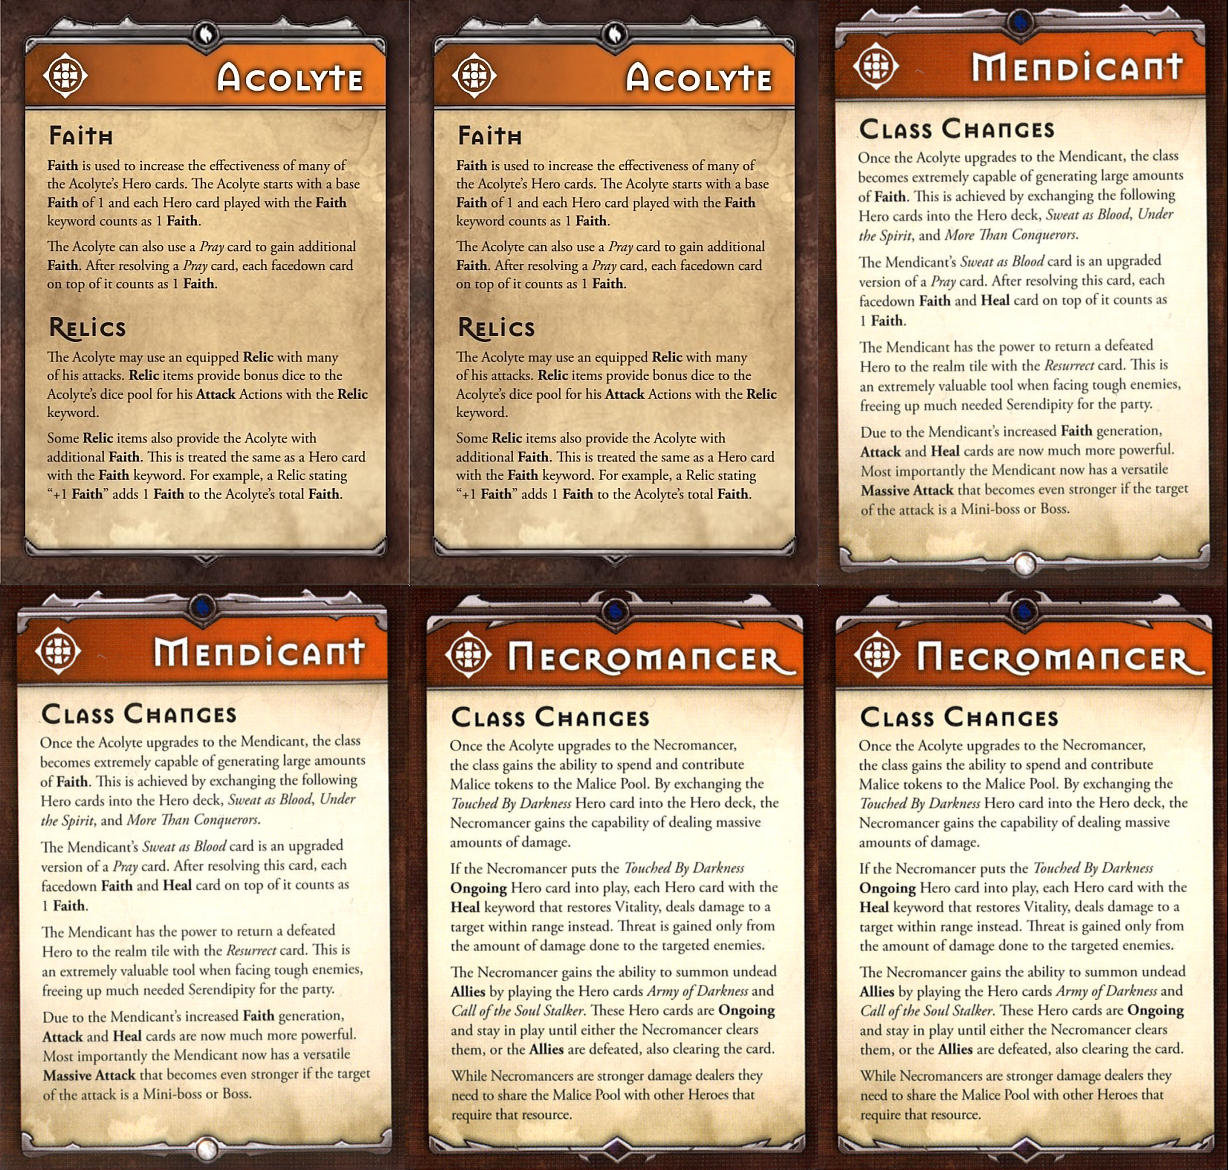 Acolyte
Faith
Faith is used to increase the effectiveness of many of
the Acolyte's Hero cards. The Acolyte starts with a base
Faith of 1 and each Hero card played with the Faith
keyword counts as 1 Faith.
The Acolyte can also use a Pray card to gain additional
Faith. After resolving a Pray card, each facedown card
on top of it counts as 1 Faith.
Relics
The Acolyte may use an equipped Relic with many
of his attacks. Relic items provide bonus dice to the
Acolyte's dice pool for his Attack Actions with the Relic
keyword.
Some Relic items also provide the Acolyte with
additional Faith. This is treated the same as a Hero card
with the Faith keyword. For example, a Relic stating
"+1 Faith" adds 1 Faith to the Acolyte's total Faith.
Acolyte
Faith
Faith is used to increase the effectiveness of many of
the Acolyte's Hero cards. The Acolyte starts with a base
Faith of 1 and each Hero card played with the Faith
keyword counts as 1 Faith.
The Acolyte can also use a Pray card to gain additional
Faith. After resolving a Pray card, each facedown card
on top of it counts as 1 Faith.
Relics
The Acolyte may use an equipped Relic with many
of his attacks. Relic items provide bonus dice to the
Acolyte's dice pool for his Attack Actions with the Relic
keyword.
Some Relic items also provide the Acolyte with
additional Faith. This is treated the same as a Hero card
with the Faith keyword. For example, a Relic stating
"+1 Faith" adds 1 Faith to the Acolyte's total Faith.
Mendicant
Class Changes
Once the Acolyte upgrades to the Mendicant, the class
becomes extremely capable of generating large amounts
of Faith. This is achieved by exchanging the following
Hero cards into the Hero deck, Sweat as Blood, Under
the Spirit, and More Than Conquerors.
The Mendicant's Sweat as Blood card is an upgraded
version of a Pray card. After resolving this card, each
facedown Faith and Heal card on top of it counts as
1 Faith.
The Mendicant has the power to return a defeated
Hero to the realm tile with the Resurrect card. This is
an extremely valuable tool when facing tough enemies,
freeing up much needed Serendipity for the party.
Due to the Mendicant's increased Faith generation,
Attack and Heal cards are now much more powerful.
Most importantly the Mendicant now has a versatile
Massive Attack that becomes even stronger if the target
of the attack is a Mini-boss or Boss.
Mendicant
Class Changes
Once the Acolyte upgrades to the Mendicant, the class
becomes extremely capable of generating large amounts
of Faith. This is achieved by exchanging the following
Hero cards into the Hero deck, Sweat as Blood, Under
the Spirit, and More Than Conquerors.
The Mendicant's Sweat as Blood card is an upgraded
version of a Pray card. After resolving this card, each
facedown Faith and Heal card on top of it counts as
1 Faith.
The Mendicant has the power to return a defeated
Hero to the realm tile with the Resurrect card. This is
an extremely valuable tool when facing tough enemies,
freeing up much needed Serendipity for the party.
Due to the Mendicant's increased Faith generation,
Attack and Heal cards are now much more powerful.
Most importantly the Mendicant now has a versatile
Massive Attack that becomes even stronger if the target
of the attack is a Mini-boss or Boss.
Necromancer
Class Changes
Once the Acolyte upgrades to the Necromancer,
the class gains the ability to spend and contribute
Malice tokens to the Malice Pool. By exchanging the
Touched By Darkness Hero card into the Hero deck, the
Necromancer gains the capability of dealing massive
amounts of damage.
If the Necromancer puts the Touched By Darkness
Ongoing Hero card into play, each Hero card with the
Heal keyword that restores Vitality, deals damage to a
target within range instead. Threat is gained only from
the amount of damage done to the targeted enemies.
The Necromancer gains the ability to summon undead
Allies by playing the Hero cards Army of Darkness and
Call of the Soul Stalker. These Hero cards are Ongoing
and stay in play until either the Necromancer clears
them, or the Allies are defeated, also clearing the card.
While Necromancers are stronger damage dealers they
need to share the Malice Pool with other Heroes that
require that resource.
Necromancer
Class Changes
Once the Acolyte upgrades to the Necromancer,
the class gains the ability to spend and contribute
Malice tokens to the Malice Pool. By exchanging the
Touched By Darkness Hero card into the Hero deck, the
Necromancer gains the capability of dealing massive
amounts of damage.
If the Necromancer puts the Touched By Darkness
Ongoing Hero card into play, each Hero card with the
Heal keyword that restores Vitality, deals damage to a
target within range instead. Threat is gained only from
the amount of damage done to the targeted enemies.
The Necromancer gains the ability to summon undead
Allies by playing the Hero cards Army of Darkness and
Call of the Soul Stalker. These Hero cards are Ongoing
and stay in play until either the Necromancer clears
them, or the Allies are defeated, also clearing the card.
While Necromancers are stronger damage dealers they
need to share the Malice Pool with other Heroes that
require that resource.